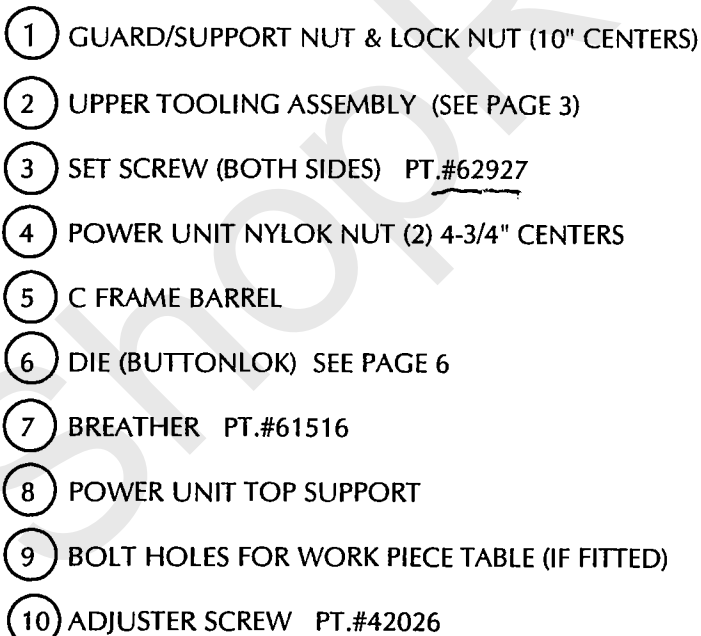 1 GUARD/SUPPORT NUT & LOCK NUT (10" CENTERS)
2 UPPER TOOLING ASSEMBLY (SEE PAGE 3)
3 SET SCREW (BOTH SIDES) PT.#62927
4 POWER UNIT NYLOK NUT (2) 4-3/4" CENTERS
5 C FRAME BARREL
6 DIE (BUTTONLOK) SEE PAGE 6
7 BREATHER PT.#61516
8 POWER UNIT TOP SUPPORT
9 BOLT HOLES FOR WORK PIECE TABLE (IF FITTED)
10 ADJUSTER SCREW PT.#42026